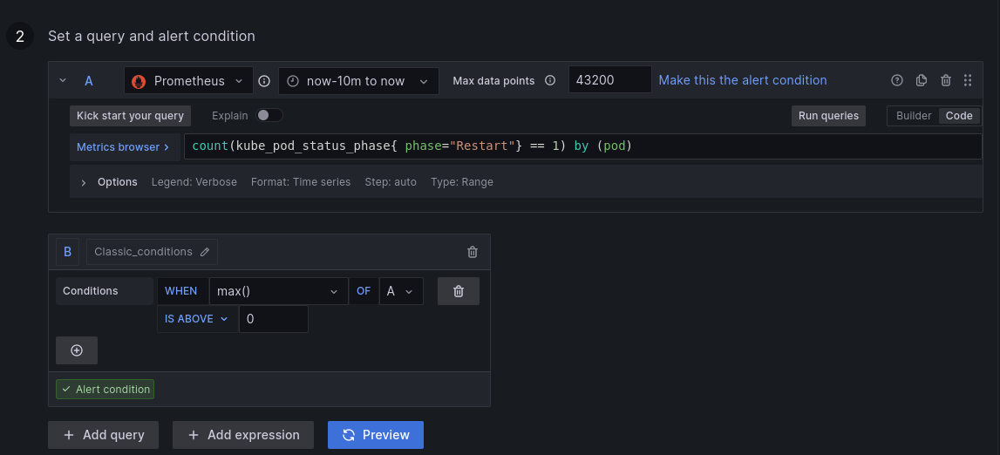 2 Set a query and alert condition
A Prometheus now-10m to now Max data points 43200 Make this the alert condition
Kick start your query Explain Run queries Builder Code
Metrics browser > count(kube_pod_status_phase{ phase="Restart"} == 1) by (pod)
> Options Legend: Verbose Format: Time series Step: auto Type: Range
B Classic_conditions
Conditions WHEN max() OF A
IS ABOVE 0
Alert condition
+ Add query + Add expression Preview